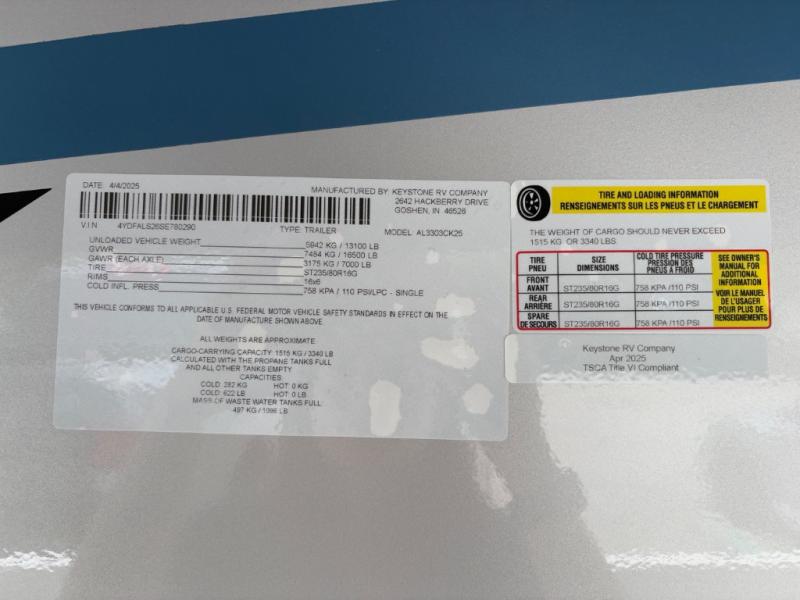 DATE: 4/4/2025
MANUFACTURED BY: KEYSTONE RV COMPANY
2642 HACKBERRY DRIVE
GOSHEN, IN 46526
V.I.N 4YDFALS26SE780290
TYPE: TRAILER
MODEL: AL3303CK25
UNLOADED VEHICLE WEIGHT 5942 KG / 13100 LB
GVWR 7484 KG / 16500 LB
GAWR (EACH AXLE) 3175 KG / 7000 LB
TIRE ST235/80R16G
RIMS 16x6
COLD INFL. PRESS 758 KPA / 110 PSI/LPC - SINGLE
THIS VEHICLE CONFORMS TO ALL APPLICABLE U.S. FEDERAL MOTOR VEHICLE SAFETY STANDARDS IN EFFECT ON THE
DATE OF MANUFACTURE SHOWN ABOVE.
ALL WEIGHTS ARE APPROXIMATE
CARGO-CARRYING CAPACITY: 1515 KG / 3340 LB
CALCULATED WITH THE PROPANE TANKS FULL
AND ALL OTHER TANKS EMPTY
CAPACITIES:
COLD: 282 KG HOT: 0 KG
COLD: 622 LB HOT: 0 LB
MASS OF WASTE WATER TANKS FULL:
497 KG / 1096 LB
TIRE AND LOADING INFORMATION
RENSEIGNEMENTS SUR LES PNEUS ET LE CHARGEMENT
THE WEIGHT OF CARGO SHOULD NEVER EXCEED
1515 KG OR 3340 LBS
TIRE PNEU
SIZE DIMENSIONS
COLD TIRE PRESSURE
PRESSION DES
PNEUS A FROID
FRONT AVANT ST235/80R16G 758 KPA /110 PSI
REAR ARRIÈRE ST235/80R16G 758 KPA /110 PSI
SPARE DE SECOURS ST235/80R16G 758 KPA /110 PSI
SEE OWNER'S
MANUAL FOR
ADDITIONAL
INFORMATION
VOIR LE MANUEL
DE L'USAGER
POUR PLUS DE
RENSEIGNEMENTS
Keystone RV Company
Apr 2025
TSCA Title VI Compliant